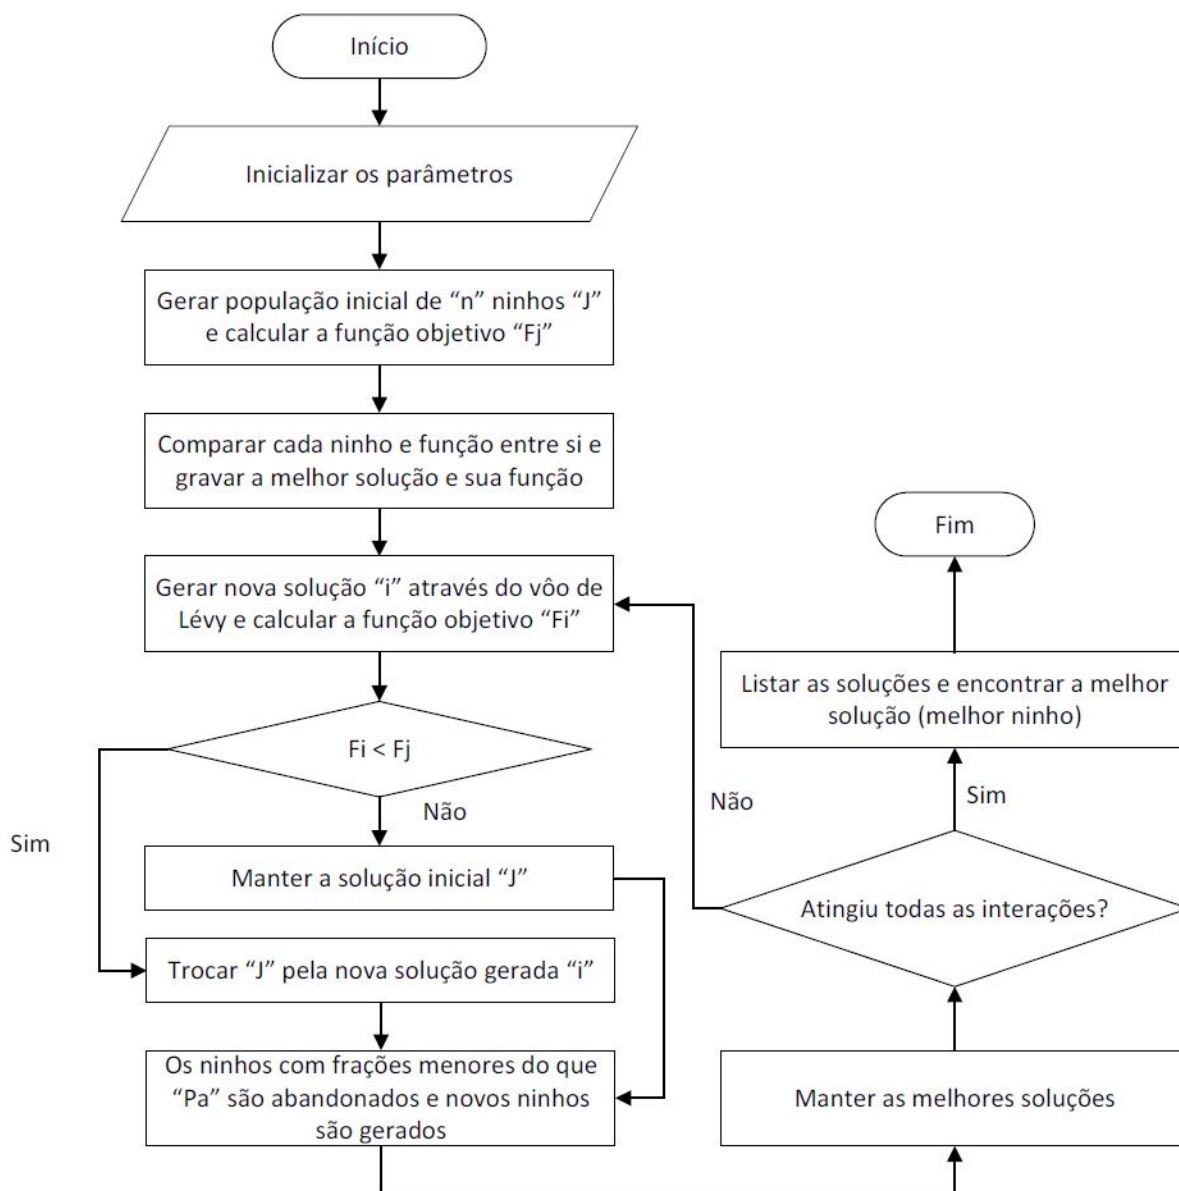 Início
Inicializar os parâmetros
Gerar população inicial de “n” ninhos “J”
e calcular a função objetivo “Fj”
Comparar cada ninho e função entre si e
gravar a melhor solução e sua função
Gerar nova solução “i” através do vôo de
Lévy e calcular a função objetivo “Fi”
Fi < Fj
Não
Sim
Manter a solução inicial “J”
Trocar “J” pela nova solução gerada “i”
Os ninhos com frações menores do que
“Pa” são abandonados e novos ninhos
são gerados
Manter as melhores soluções
Atingiu todas as interações?
Não
Sim
Listar as soluções e encontrar a melhor
solução (melhor ninho)
Fim